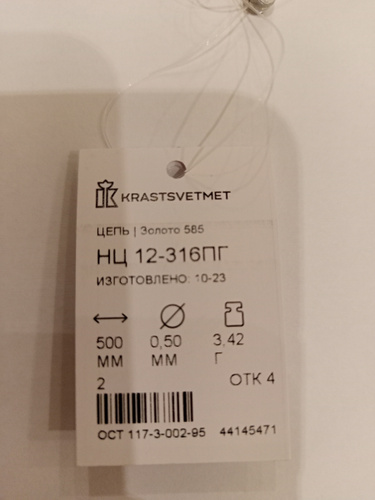 KRASTSVETMET
ЦЕПЬ | Золото 585
НЦ 12-316ПГ
ИЗГОТОВЛЕНО: 10-23
500 ММ
0,50 ММ
3,42 Г
2
ОТК 4
ОСТ 117-3-002-95 44145471